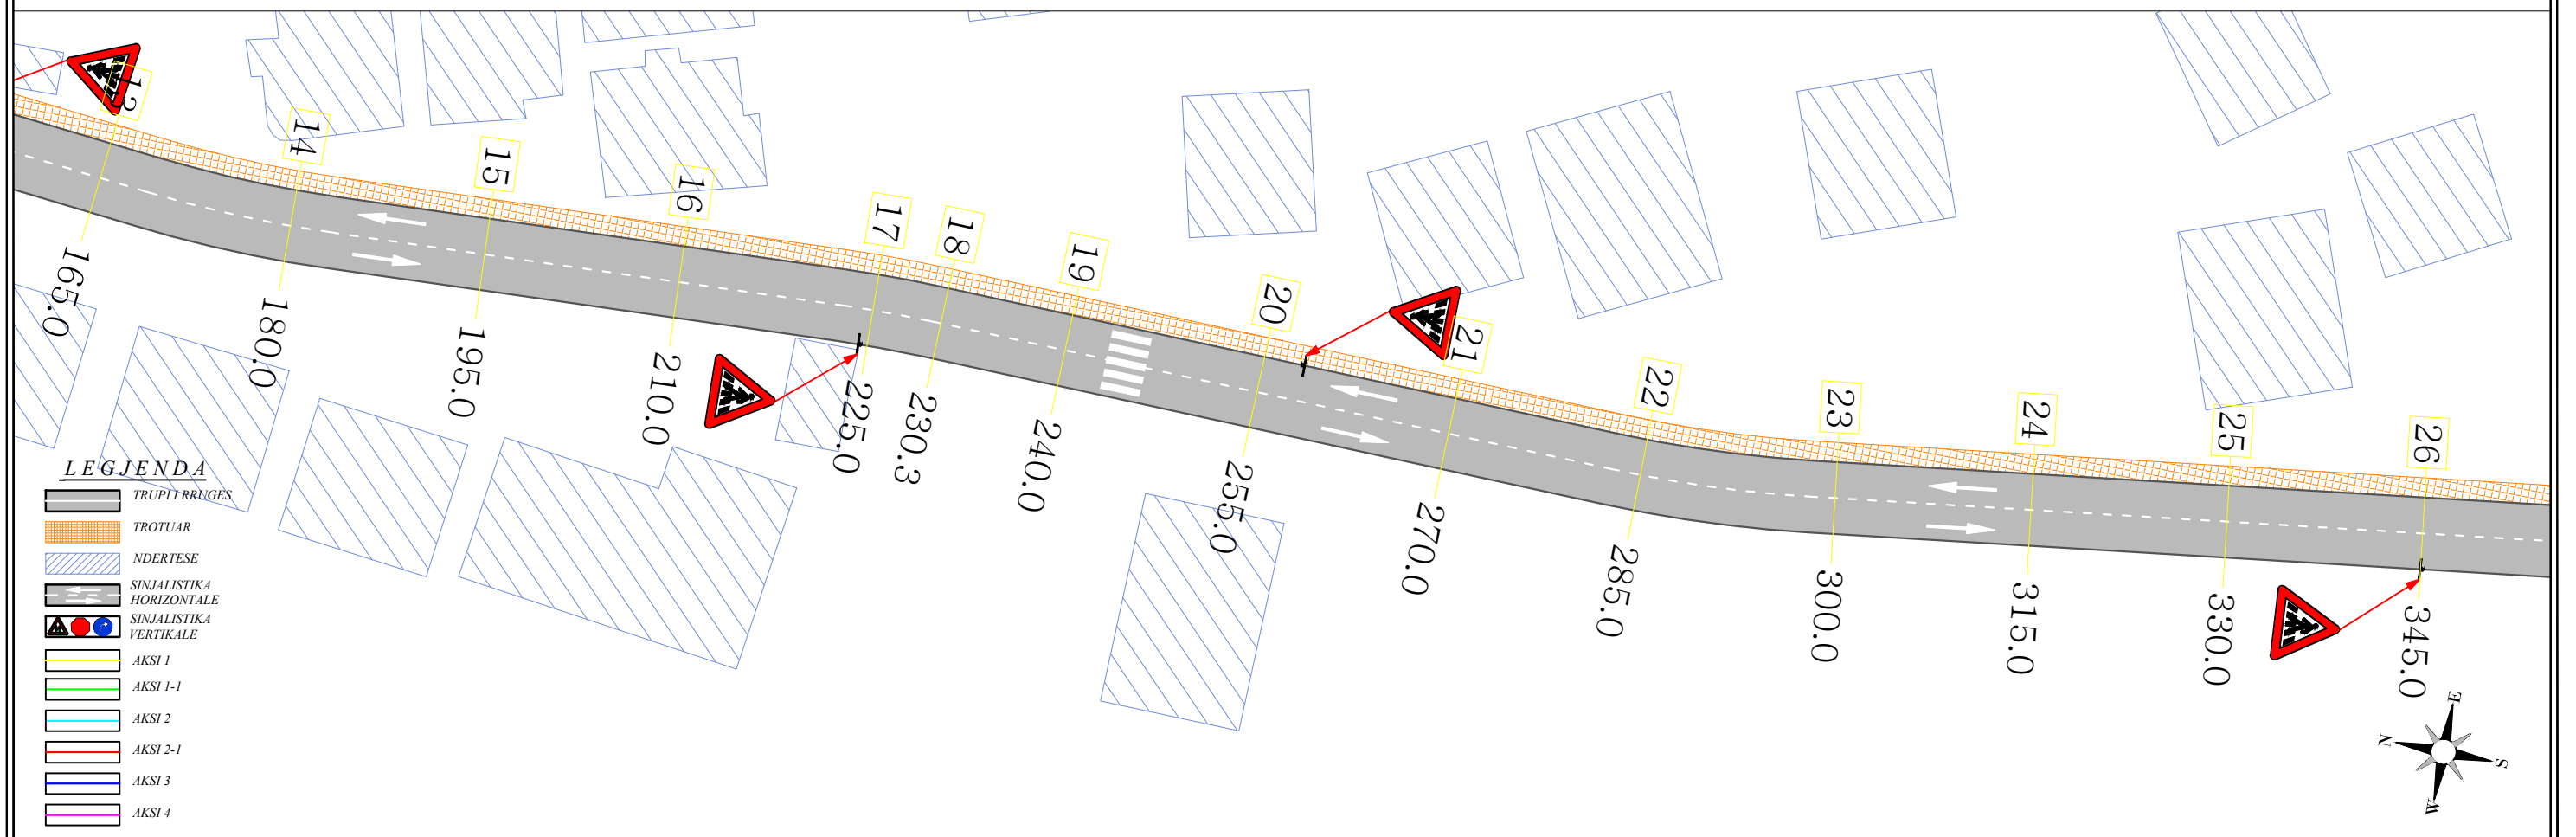 13
14
15
16
17
18
19
20
21
22
23
24
25
26
165.0
180.0
195.0
210.0
225.0
230.3
240.0
255.0
270.0
285.0
300.0
315.0
330.0
345.0
LEGJENDA
TRUPI I RRUGES
TROTUAR
NDERTESE
SINJALISTIKA
HORIZONTALE
SINJALISTIKA
VERTIKALE
AKSI 1
AKSI 1-1
AKSI 2
AKSI 2-1
AKSI 3
AKSI 4
E
N
S
W